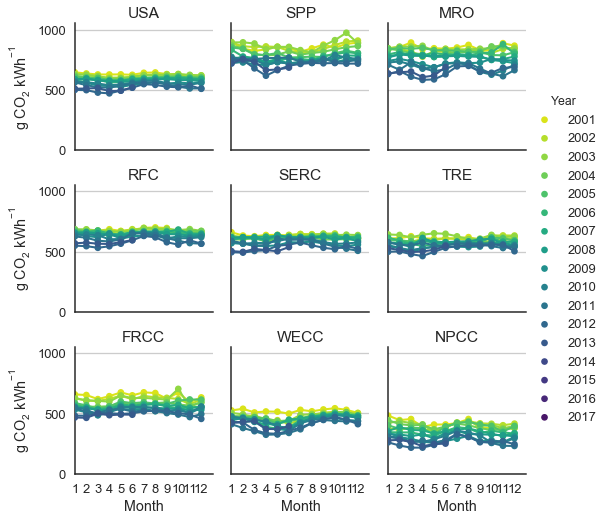 USA SPP MRO
1000
500
0
g CO₂ kWh⁻¹
RFC SERC TRE
1000
500
0
g CO₂ kWh⁻¹
FRCC WECC NPCC
1000
500
0
g CO₂ kWh⁻¹
1 2 3 4 5 6 7 8 9 10 11 12 1 2 3 4 5 6 7 8 9 10 11 12 1 2 3 4 5 6 7 8 9 10 11 12
Month Month Month
Year
2001
2002
2003
2004
2005
2006
2007
2008
2009
2010
2011
2012
2013
2014
2015
2016
2017